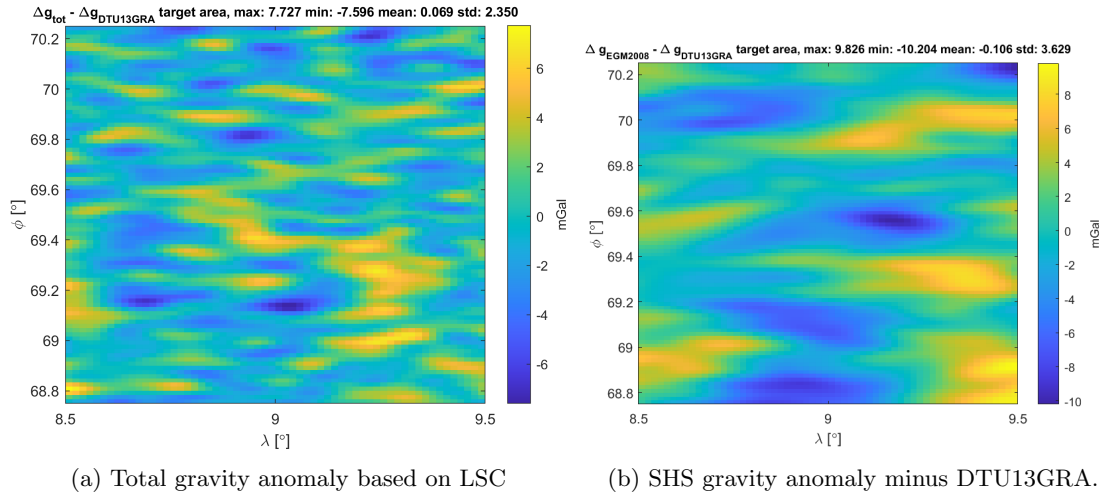 Δg_tot - Δg_DTU13GRA target area, max: 7.727 min: -7.596 mean: 0.069 std: 2.350
70.2
70
69.8
69.6
69.4
69.2
69
68.8
ϕ [°]
8.5 9 9.5
λ [°]
6
4
2
0
-2
-4
-6
mGal
(a) Total gravity anomaly based on LSC
Δ g_EGM2008 - Δ g_DTU13GRA target area, max: 9.826 min: -10.204 mean: -0.106 std: 3.629
70.2
70
69.8
69.6
69.4
69.2
69
68.8
ϕ [°]
8.5 9 9.5
λ [°]
8
6
4
2
0
-2
-4
-6
-8
-10
mGal
(b) SHS gravity anomaly minus DTU13GRA.